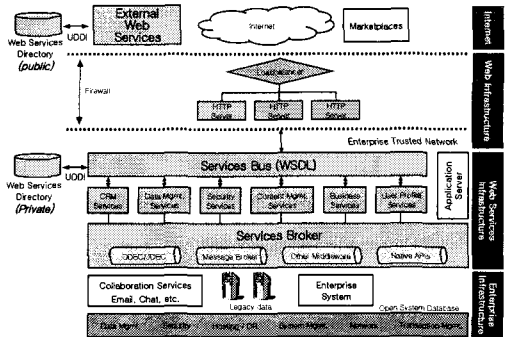 Web Services
Directory
(public)
UDDI
External
Web
Services
Internet
Marketplaces
Internet
Firewall
Loadbalancer
HTTP
Server
HTTP
Server
HTTP
Server
Web Infrastructure
Enterprise Trusted Network
Web Services
Directory
(Private)
UDDI
Services Bus (WSDL)
CRM
Services
Data Mgmt.
Services
Security
Services
Content Mgmt.
Services
Business
Services
User Profile
Services
Application
Server
Web Services
Infrastructure
Services Broker
ODBC/JDBC
Message Broker
Other Middleware
Native APIs
Collaboration Services
Email, Chat, etc.
Legacy data
Enterprise
System
Open System Database
Data Mgmt.
Security
Hosting / DR
System Mgmt.
Network
Transaction Mgmt.
Enterprise
Infrastructure